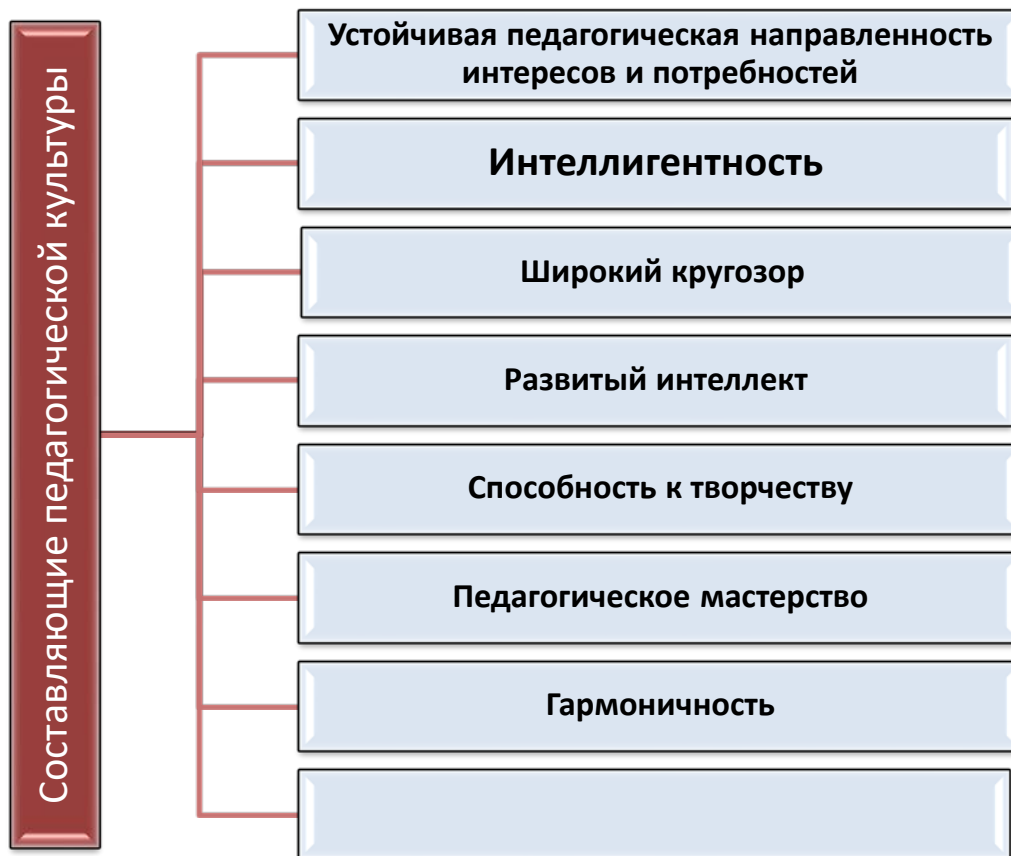 Составляющие педагогической культуры
Устойчивая педагогическая направленность
интересов и потребностей
Интеллигентность
Широкий кругозор
Развитый интеллект
Способность к творчеству
Педагогическое мастерство
Гармоничность